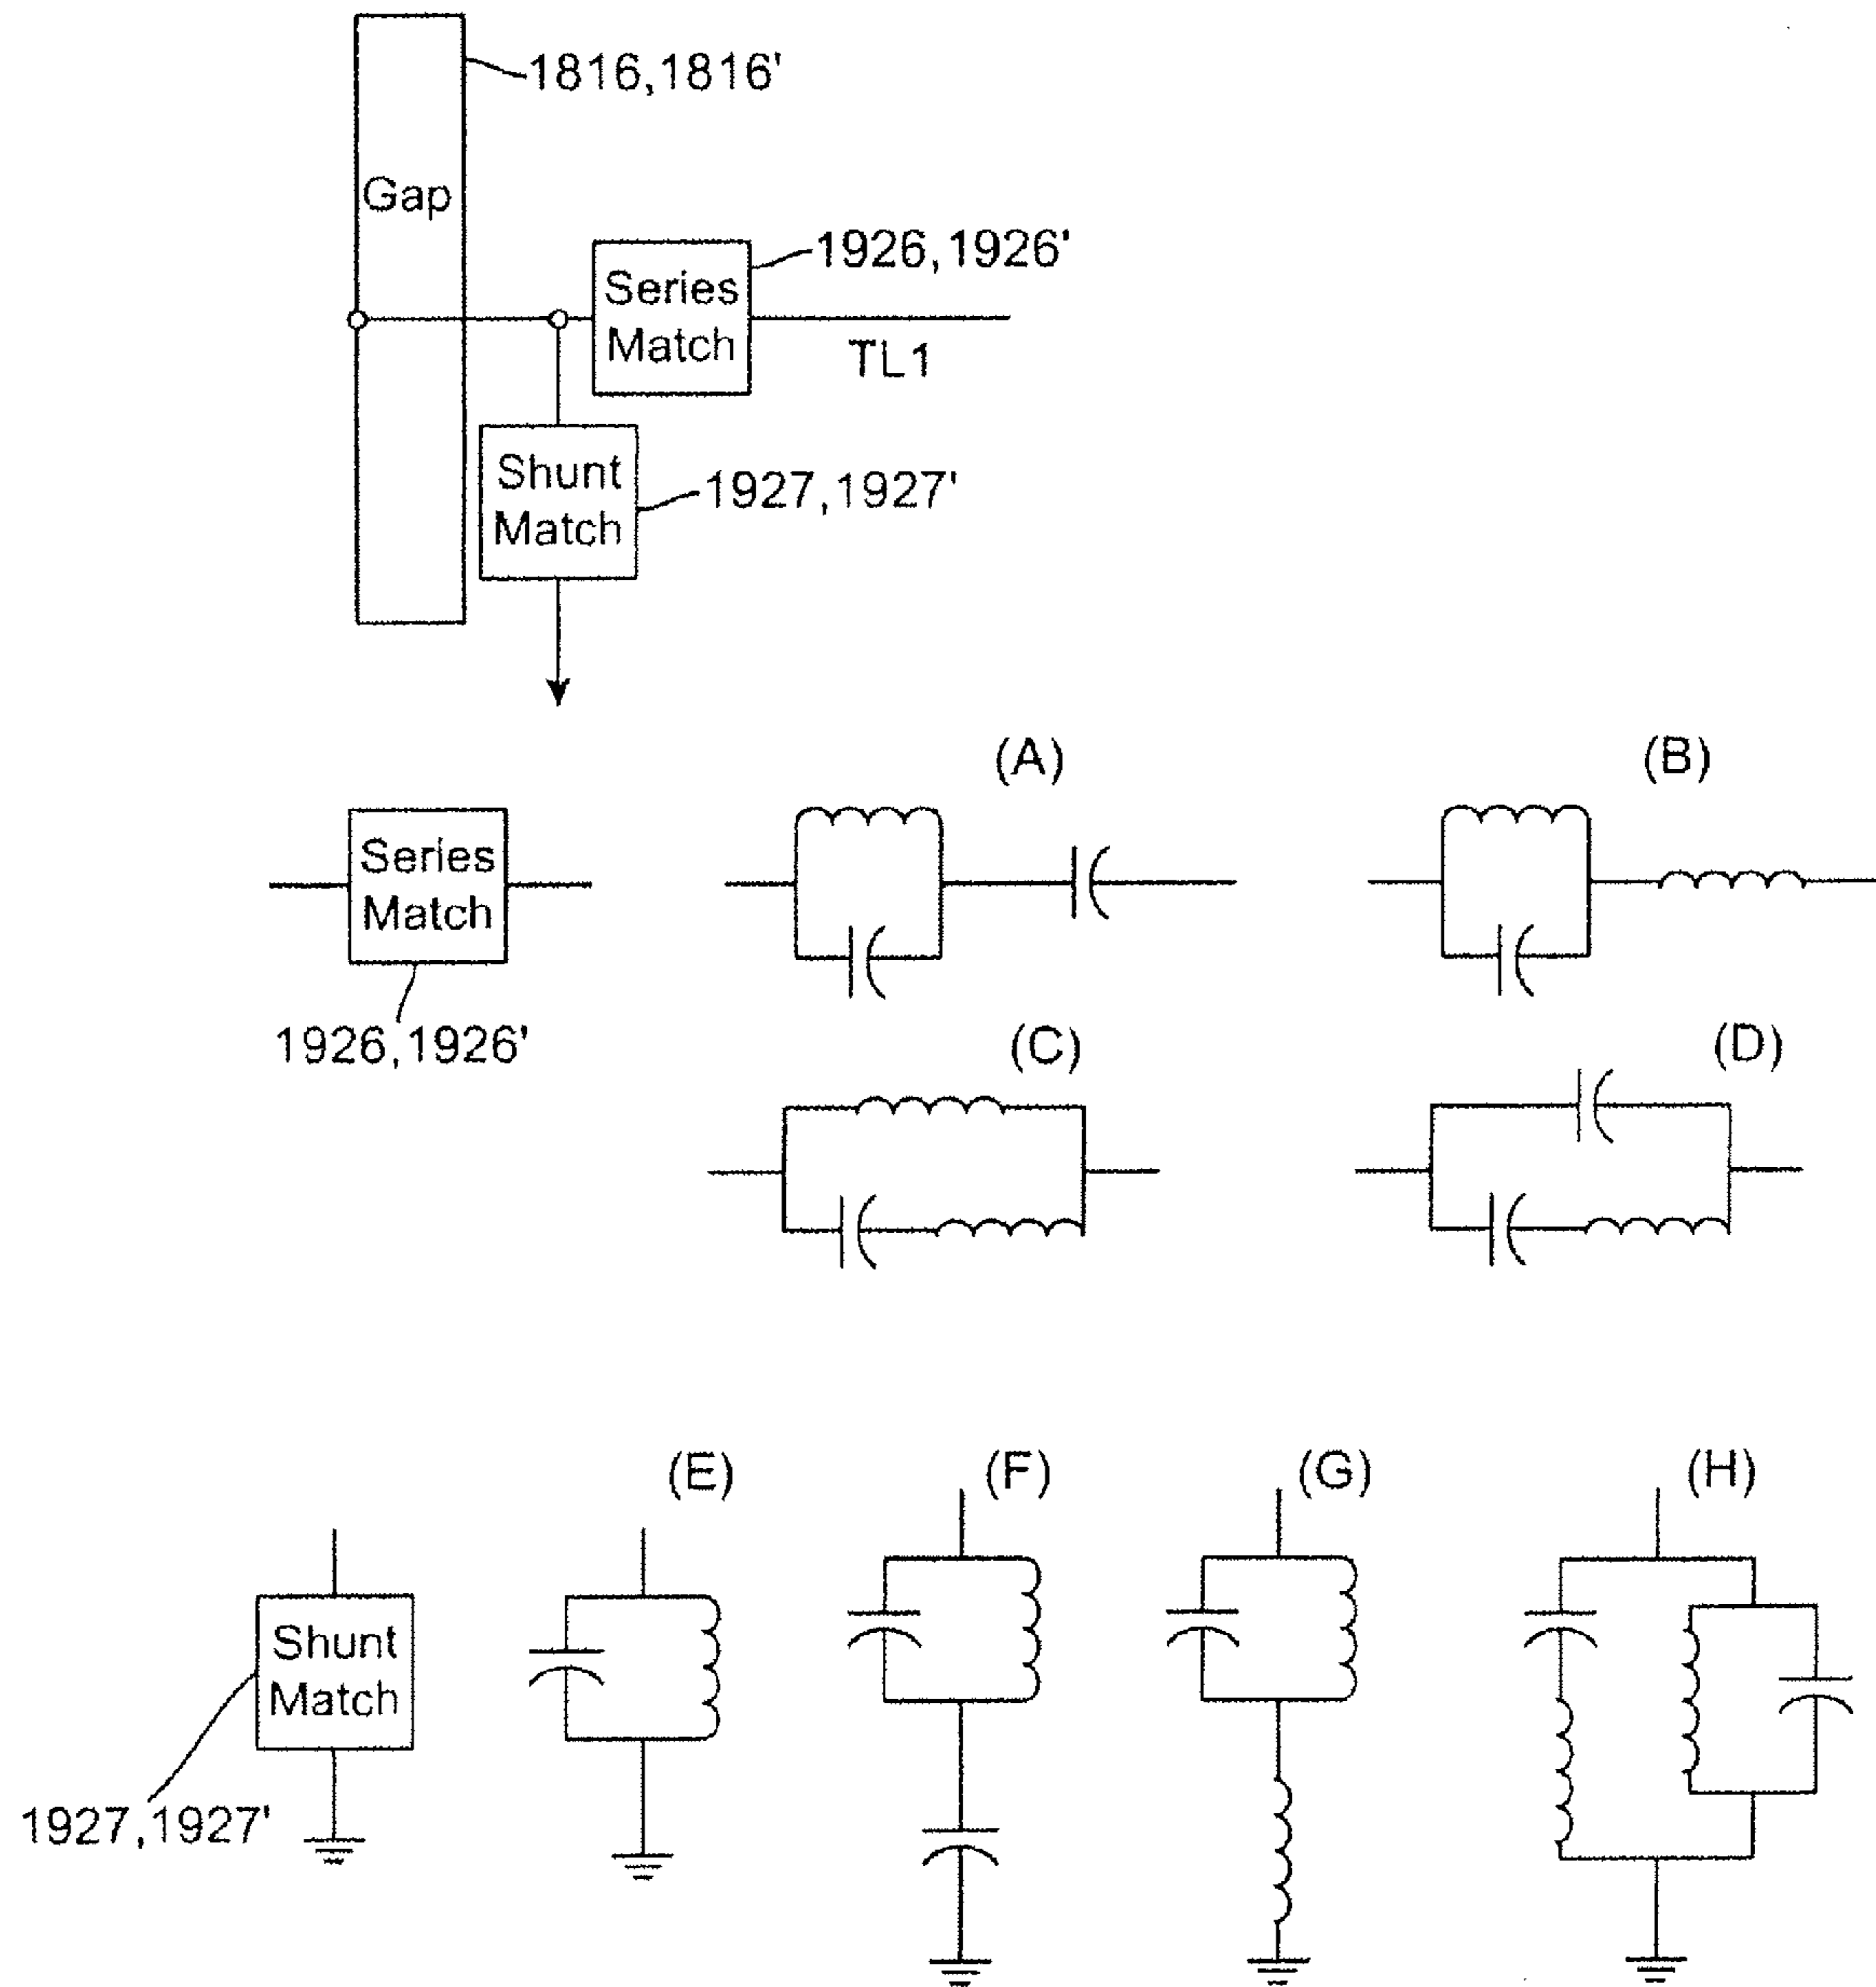 1816,1816'
Gap
1926,1926'
Series
Match
TL1
Shunt
Match
1927,1927'
(A)
(B)
Series
Match
1926,1926'
(C)
(D)
(E)
(F)
(G)
(H)
Shunt
Match
1927,1927'